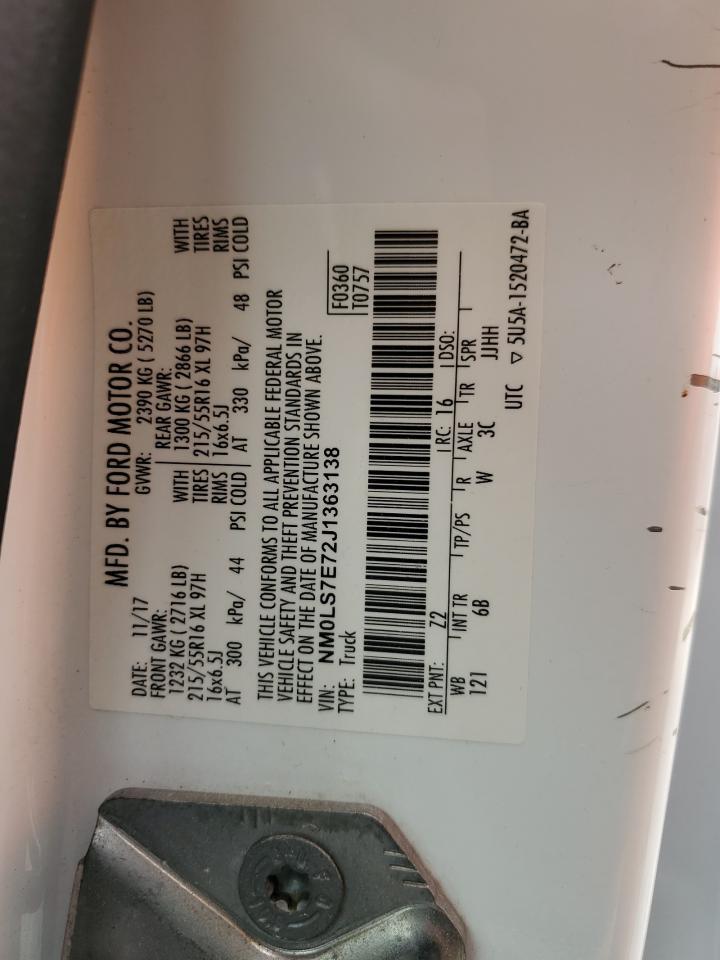 MFD. BY FORD MOTOR CO.
DATE: 11/17 GVWR: 2390 KG ( 5270 LB)
FRONT GAWR: REAR GAWR:
1232 KG ( 2716 LB) WITH 1300 KG ( 2866 LB) WITH
215/55R16 XL 97H TIRES 215/55R16 XL 97H TIRES
16x6.5J RIMS 16x6.5J RIMS
AT 300 kPa/ 44 PSI COLD AT 330 kPa/ 48 PSI COLD
THIS VEHICLE CONFORMS TO ALL APPLICABLE FEDERAL MOTOR
VEHICLE SAFETY AND THEFT PREVENTION STANDARDS IN
EFFECT ON THE DATE OF MANUFACTURE SHOWN ABOVE.
VIN: NM0LS7E72J1363138 F0360
TYPE: Truck T0757
EXT PNT: Z2 RC: 16 DSO:
WB INT TR TP/PS R AXLE TR SPR
121 6B W 3C JJHH
UTC ▽ 5U5A-1520472-BA